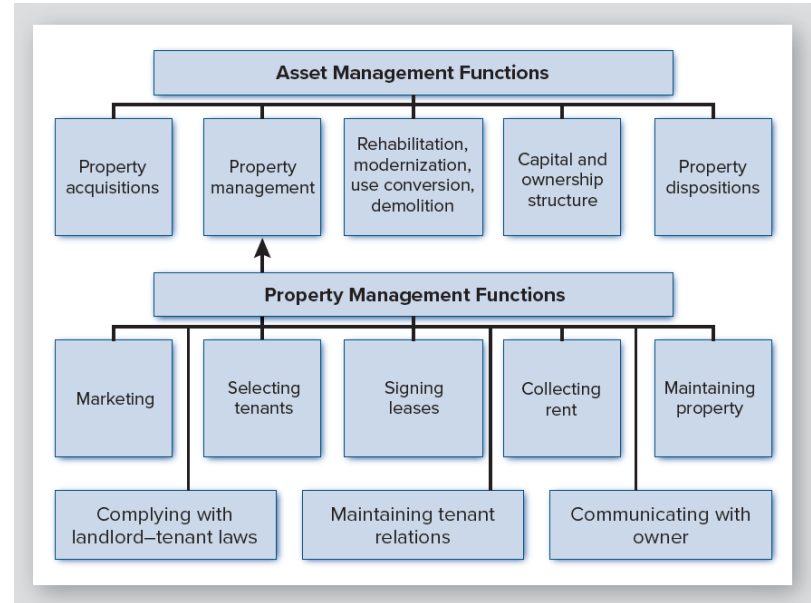 Asset Management Functions
Property
acquisitions
Property
management
Rehabilitation,
modernization,
use conversion,
demolition
Capital and
ownership
structure
Property
dispositions
Property Management Functions
Marketing
Selecting
tenants
Signing
leases
Collecting
rent
Maintaining
property
Complying with
landlord–tenant laws
Maintaining tenant
relations
Communicating with
owner